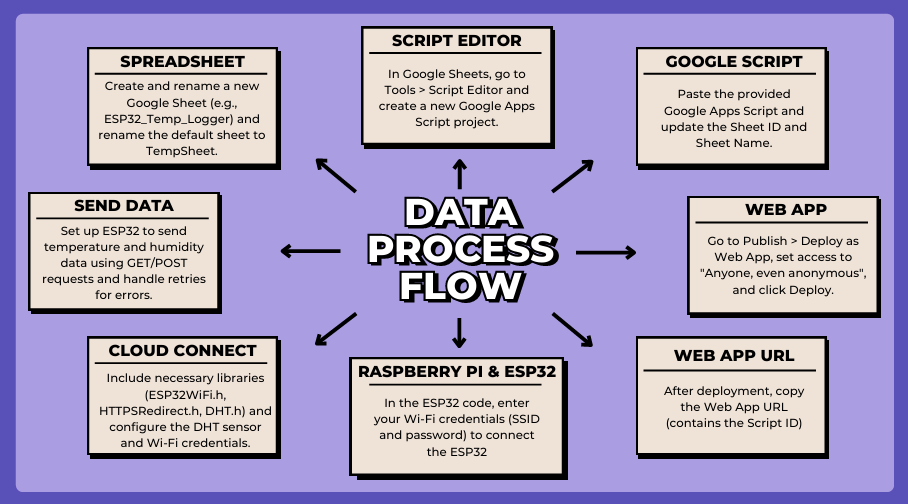 SPREADSHEET
Create and rename a new
Google Sheet (e.g.,
ESP32_Temp_Logger) and
rename the default sheet to
TempSheet.
SCRIPT EDITOR
In Google Sheets, go to
Tools > Script Editor and
create a new Google Apps
Script project.
GOOGLE SCRIPT
Paste the provided
Google Apps Script and
update the Sheet ID and
Sheet Name.
SEND DATA
Set up ESP32 to send
temperature and humidity
data using GET/POST
requests and handle retries
for errors.
DATA
PROCESS
FLOW
WEB APP
Go to Publish > Deploy as
Web App, set access to
"Anyone, even anonymous",
and click Deploy.
CLOUD CONNECT
Include necessary libraries
(ESP32WiFi.h,
HTTPSRedirect.h, DHT.h) and
configure the DHT sensor
and Wi-Fi credentials.
RASPBERRY PI & ESP32
In the ESP32 code, enter
your Wi-Fi credentials (SSID
and password) to connect
the ESP32
WEB APP URL
After deployment, copy
the Web App URL
(contains the Script ID)